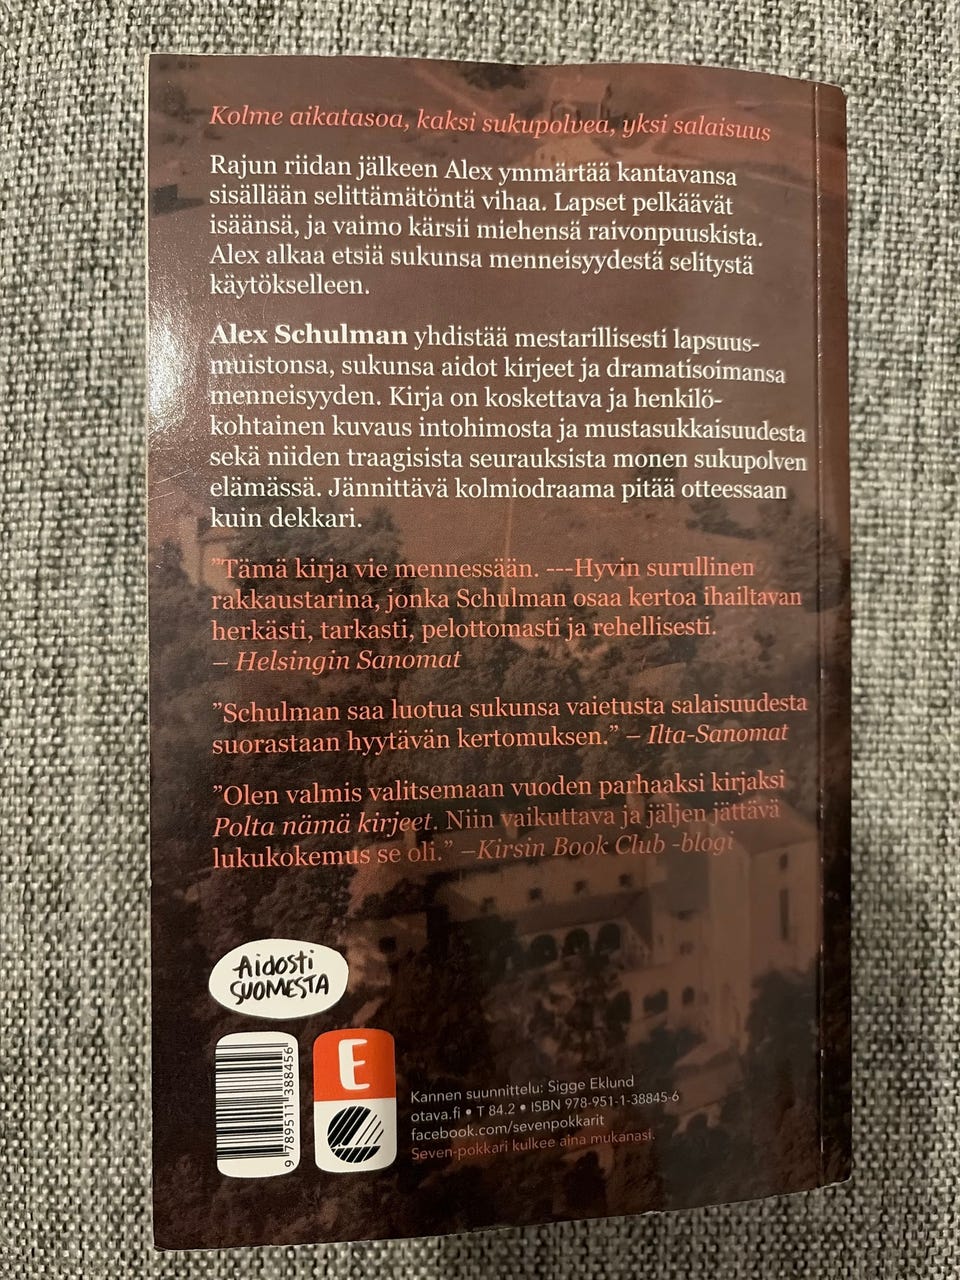 Kolme aikatasoa, kaksi sukupolvea, yksi salaisuus
Rajun riidan jälkeen Alex ymmärtää kantavansa
sisällään selittämätöntä vihaa. Lapset pelkäävät
isäänsä, ja vaimo kärsii miehensä raivonpuuskista.
Alex alkaa etsiä sukunsa menneisyydestä selitystä
käytökselleen.
Alex Schulman yhdistää mestarillisesti lapsuus-
muistonsa, sukunsa aidot kirjeet ja dramatisoimansa
menneisyyden. Kirja on koskettava ja henkilö-
kohtainen kuvaus intohimosta ja mustasukkaisuudesta
sekä niiden traagisista seurauksista monen sukupolven
elämässä. Jännittävä kolmiodraama pitää otteessaan
kuin dekkari.
”Tämä kirja vie mennessään. ---Hyvin surullinen
rakkaustarina, jonka Schulman osaa kertoa ihailtavan
herkästi, tarkasti, pelottomasti ja rehellisesti.
– Helsingin Sanomat
”Schulman saa luotua sukunsa vaietusta salaisuudesta
suorastaan hyytävän kertomuksen.” – Ilta-Sanomat
”Olen valmis valitsemaan vuoden parhaaksi kirjaksi
Polta nämä kirjeet. Niin vaikuttava ja jäljen jättävä
lukukokemus se oli.” –Kirsin Book Club -blogi
Aidosti
SUOMESTA
9 789511 388456
E
Kannen suunnittelu: Sigge Eklund
otava.fi • T 84.2 • ISBN 978-951-1-38845-6
facebook.com/sevenpokkarit
Seven-pokkari kulkee aina mukanasi.